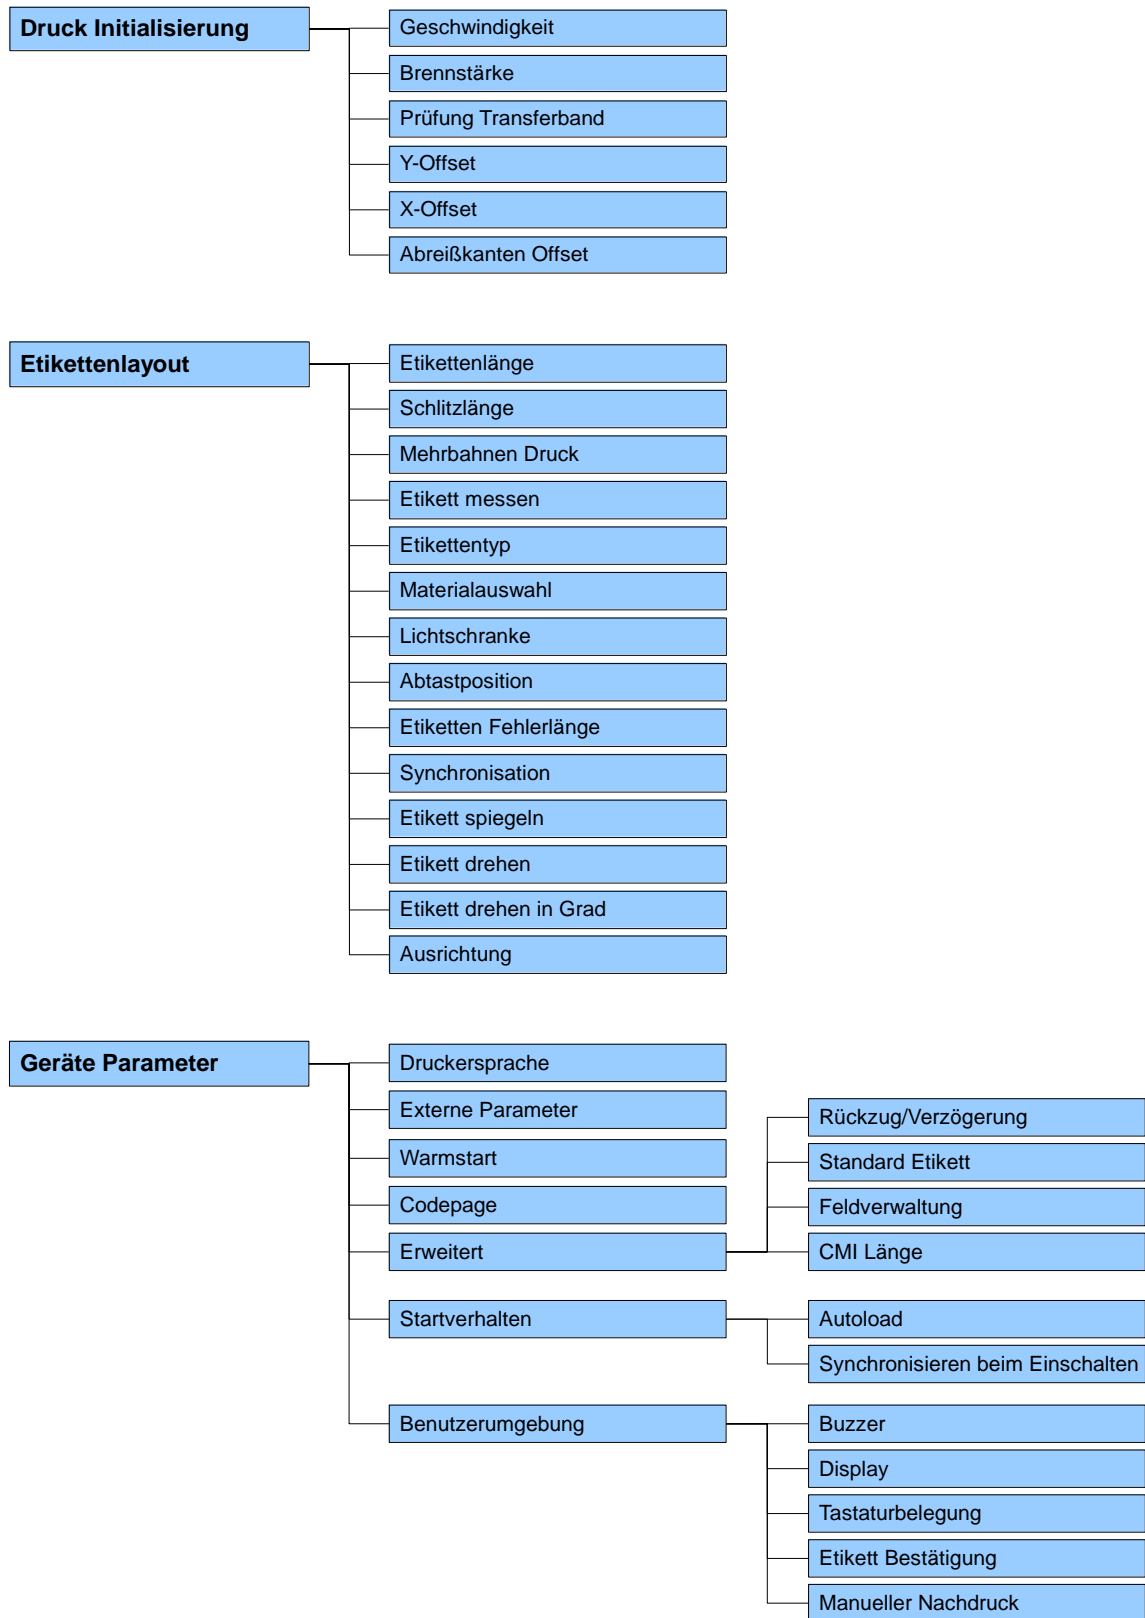 Druck Initialisierung
Geschwindigkeit
Brennstärke
Prüfung Transferband
Y-Offset
X-Offset
Abreißkanten Offset
Etikettenlayout
Etikettenlänge
Schlitzlänge
Mehrbahnen Druck
Etikett messen
Etikettentyp
Materialauswahl
Lichtschranke
Abtastposition
Etiketten Fehlerlänge
Synchronisation
Etikett spiegeln
Etikett drehen
Etikett drehen in Grad
Ausrichtung
Geräte Parameter
Druckersprache
Externe Parameter
Warmstart
Codepage
Erweitert
Rückzug/Verzögerung
Standard Etikett
Feldverwaltung
CMI Länge
Startverhalten
Autoload
Synchronisieren beim Einschalten
Benutzerumgebung
Buzzer
Display
Tastaturbelegung
Etikett Bestätigung
Manueller Nachdruck